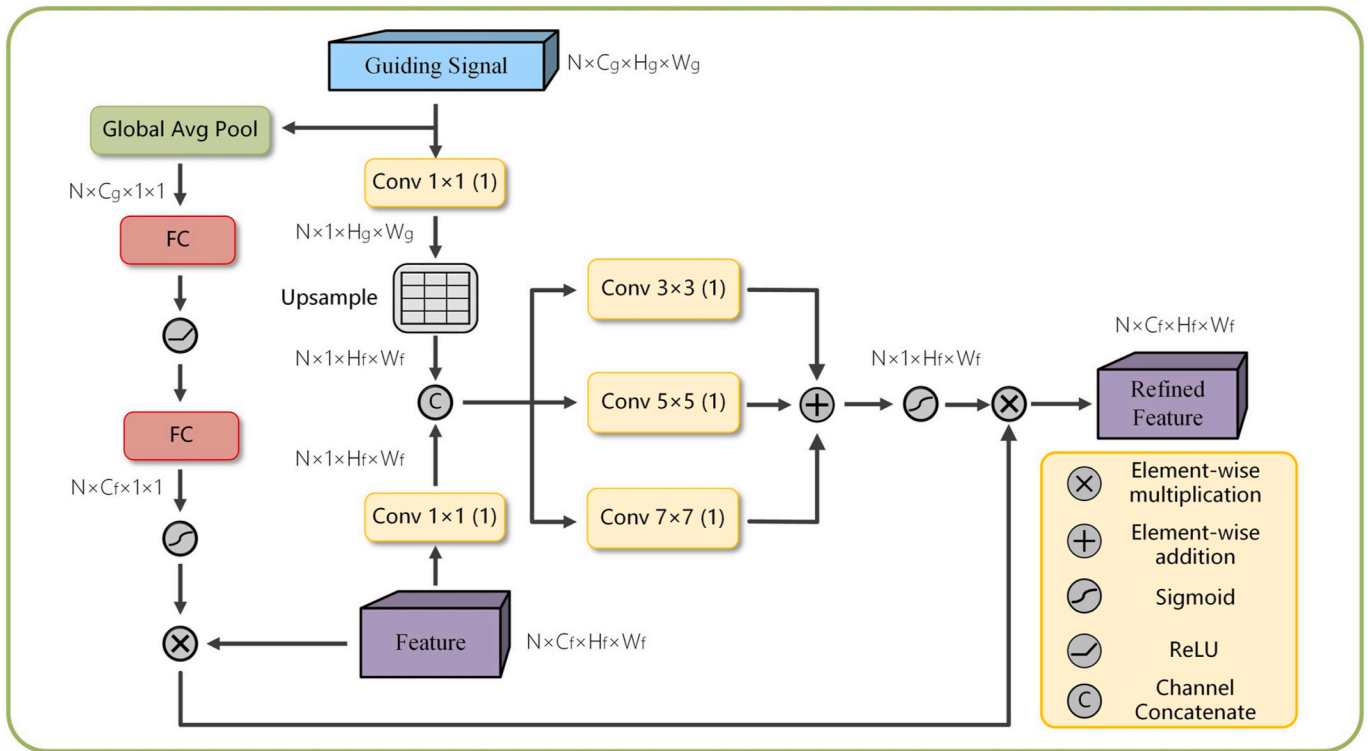 Guiding Signal
N×Cg×Hg×Wg
Global Avg Pool
Conv 1×1 (1)
N×Cg×1×1
FC
N×1×Hg×Wg
Upsample
Conv 3×3 (1)
N×Cf×Hf×Wf
N×1×Hf×Wf
N×1×Hf×Wf
C
Conv 5×5 (1)
Refined
Feature
FC
N×1×Hf×Wf
N×Cf×1×1
Conv 1×1 (1)
Conv 7×7 (1)
Feature
N×Cf×Hf×Wf
Element-wise
multiplication
Element-wise
addition
Sigmoid
ReLU
C
Channel
Concatenate